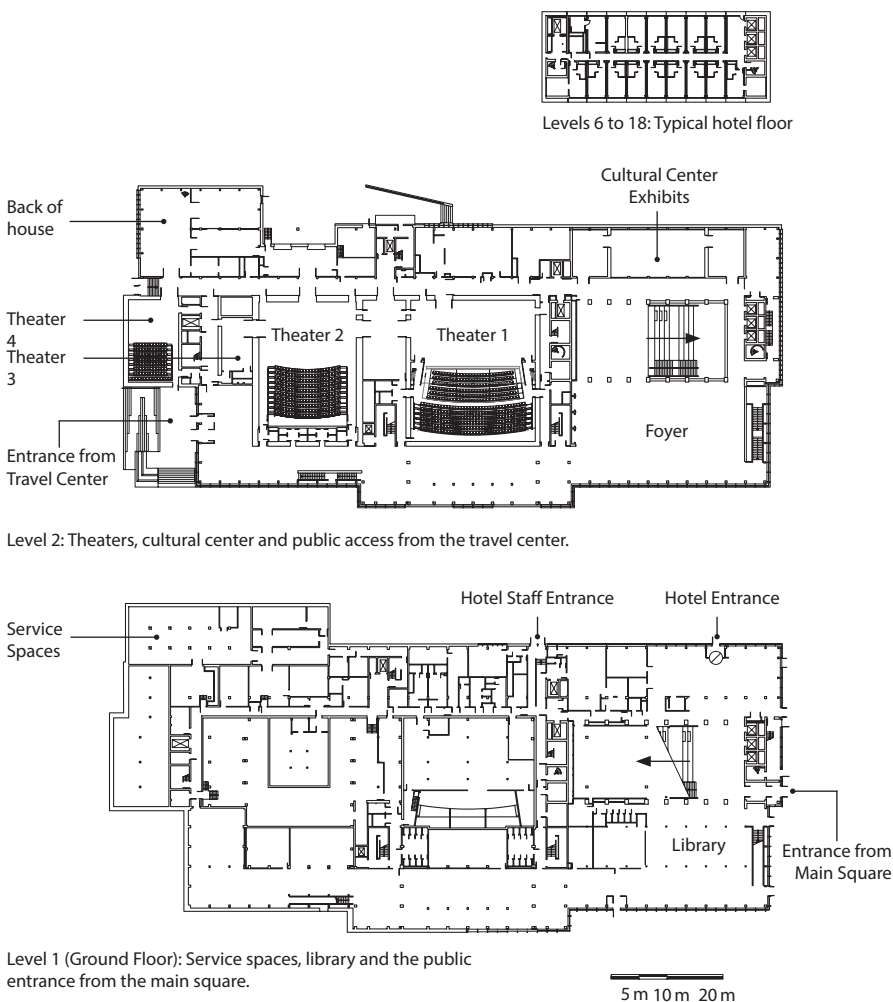 Levels 6 to 18: Typical hotel floor
Cultural Center
Exhibits
Back of
house
Theater
4
Theater
3
Theater 2
Theater 1
Foyer
Entrance from
Travel Center
Level 2: Theaters, cultural center and public access from the travel center.
Hotel Staff Entrance
Hotel Entrance
Service
Spaces
Library
Entrance from
Main Square
Level 1 (Ground Floor): Service spaces, library and the public
entrance from the main square.
5 m 10 m 20 m